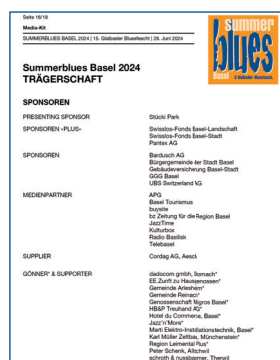 Seite 16/18
Media-Kit
SUMMERBLUES BASEL 2024 | 15. Glaibasler Bluesfescht | 28. Juni 2024
summer
blues
Basel
Summerblues Basel 2024
TRÄGERSCHAFT
SPONSOREN
PRESENTING SPONSOR Stücki Park
SPONSOREN «PLUS» Swisslos-Fonds Basel-Landschaft
Swisslos-Fonds Basel-Stadt
Pantex AG
SPONSOREN Bardusch AG
Bürgergemeinde der Stadt Basel
Gebäudeversicherung Basel-Stadt
GGG Basel
UBS Switzerland AG
MEDIENPARTNER APG
Basel Tourismus
buysite
bz Zeitung für die Region Basel
JazzTime
Kulturbox
Radio Basilisk
Telebasel
SUPPLIER Cordag AG, Aesch
GÖNNER* & SUPPORTER dadocom gmbh, Dornach*
EE.Zunft zu Hausgenossen*
Gemeinde Arlesheim*
Gemeinde Reinach*
Genossenschaft Migros Basel*
HB&P Treuhand AG*
Hotel du Commerce, Basel*
Jazz'n'More*
Marti Elektro-Installationstechnik, Basel*
Karl Müller Zeltbau, Münchenstein*
Region Leimental Plus*
Peter Schenk, Allschwil
schroth & russbaumer, Therwil